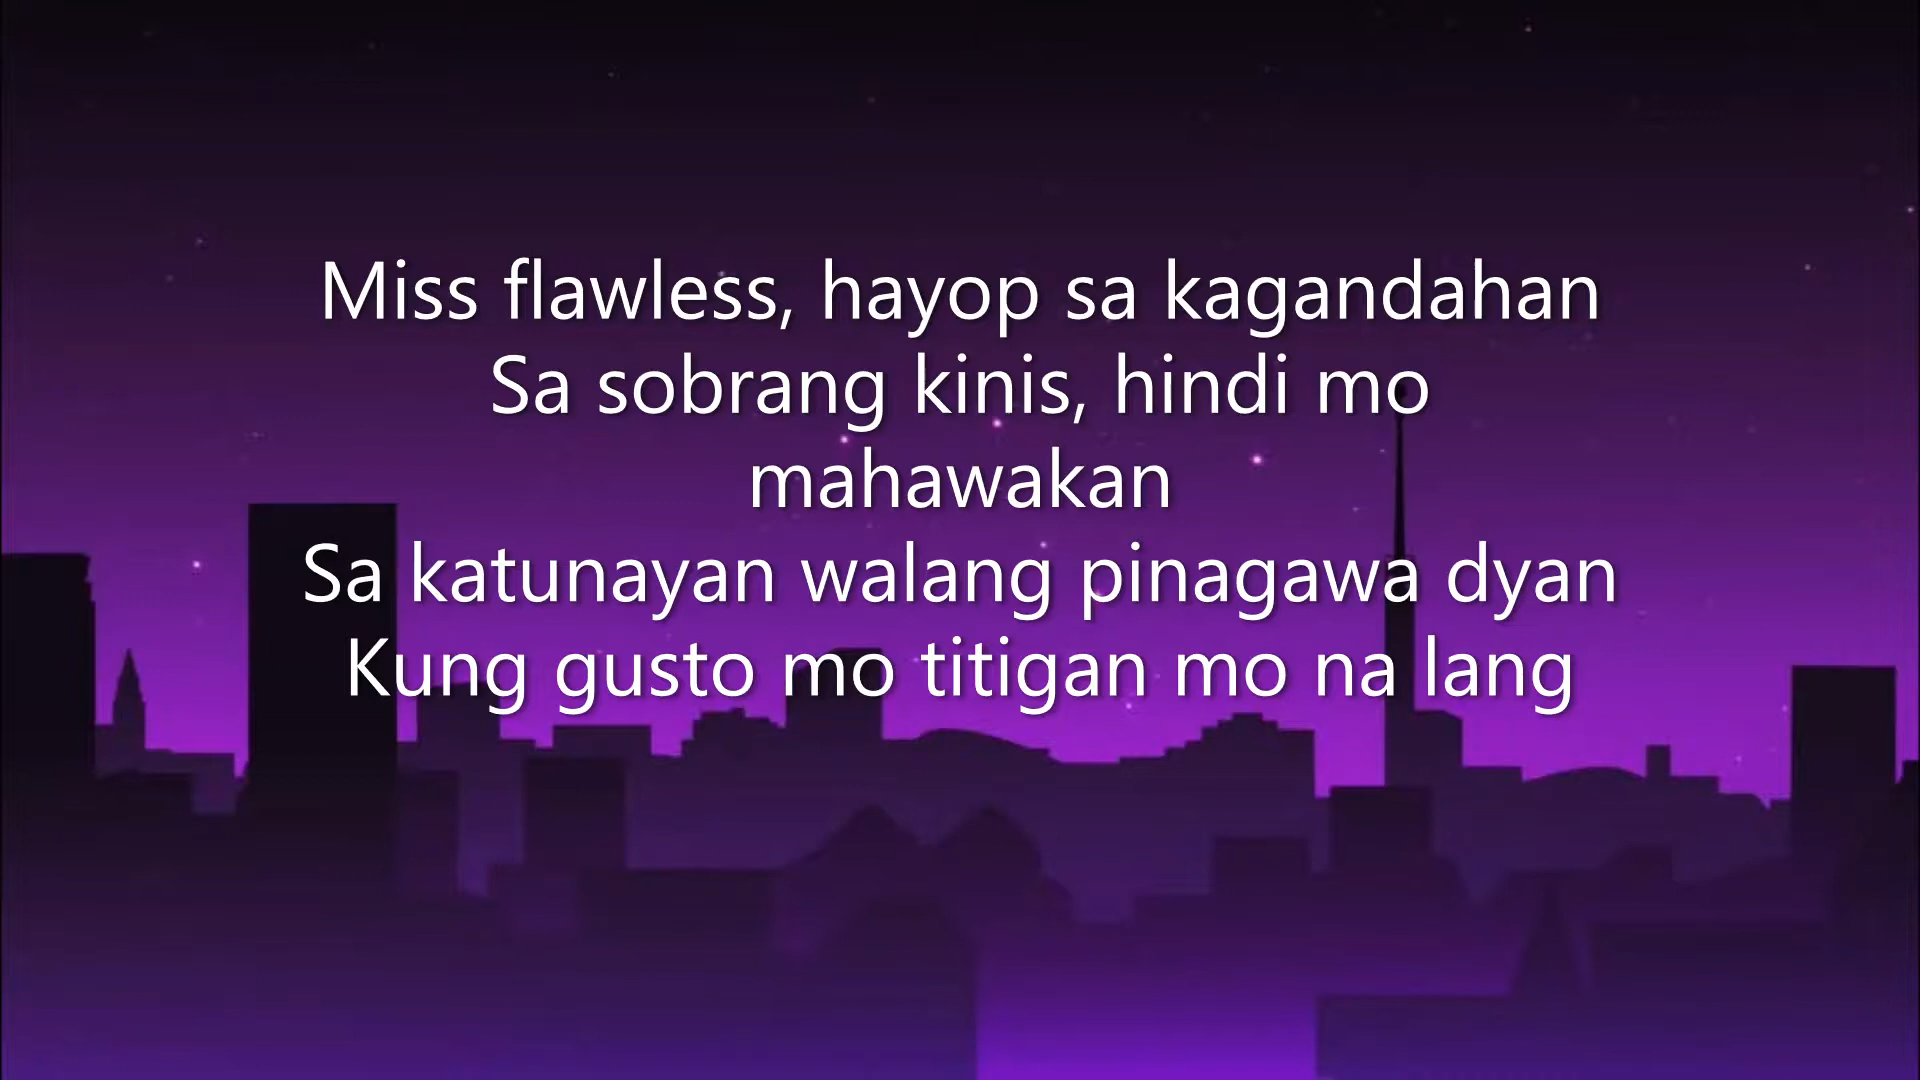 Miss flawless, hayop sa kagandahan
Sa sobrang kinis, hindi mo
mahawakan
Sa katunayan walang pinagawa dyan
Kung gusto mo titigan mo na lang